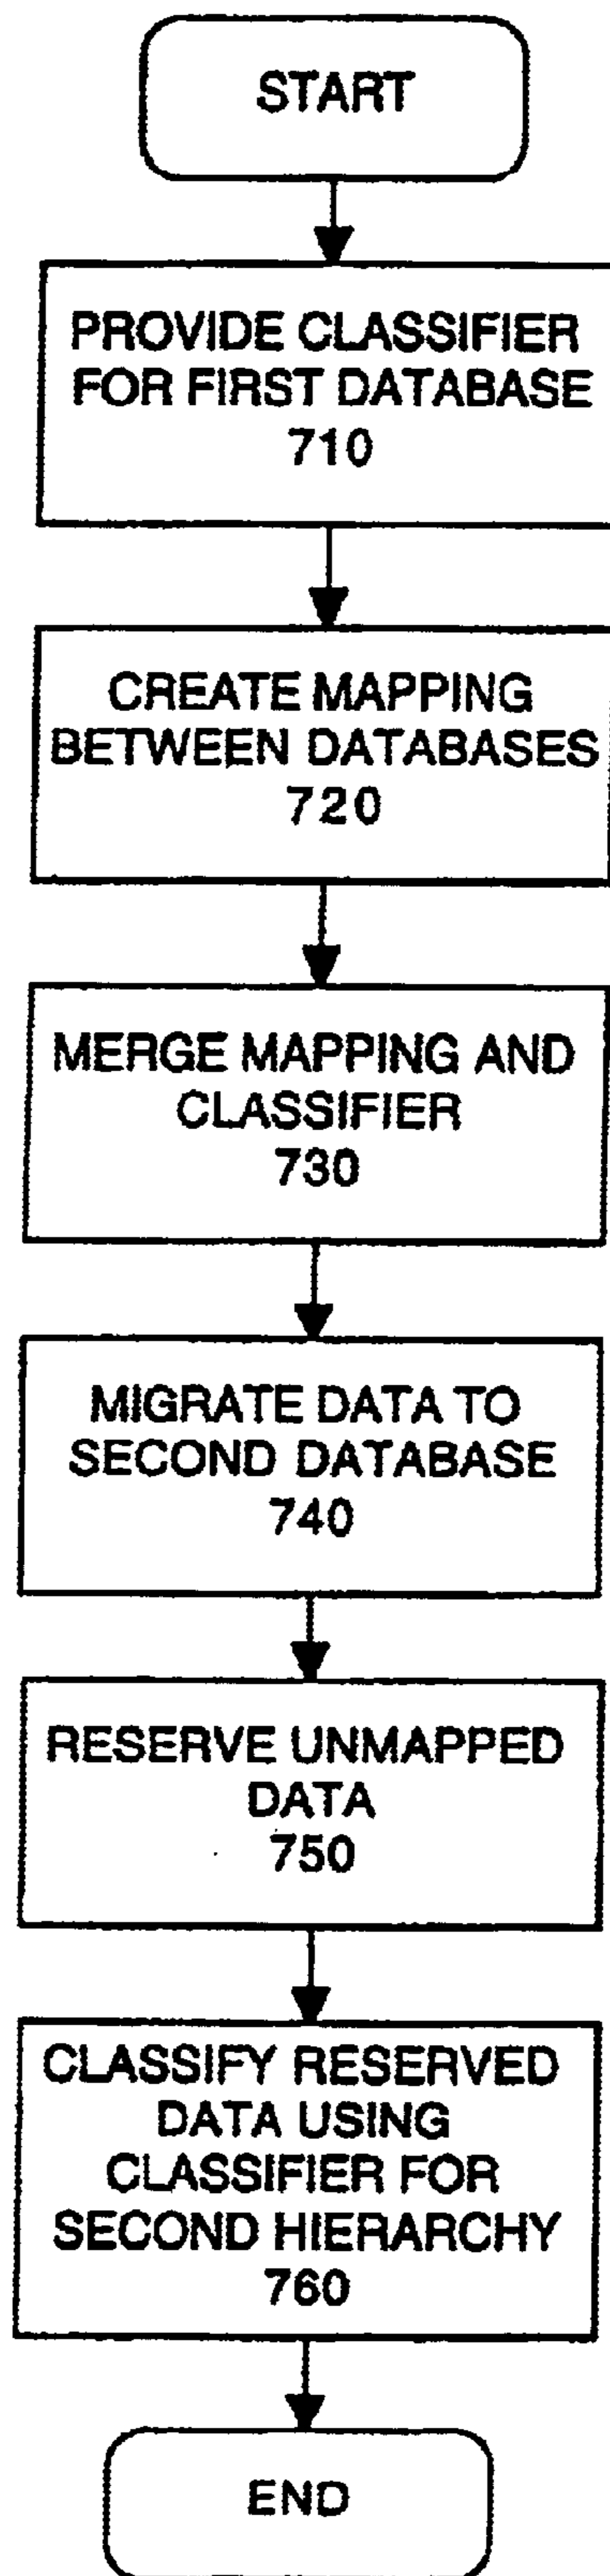 START
PROVIDE CLASSIFIER
FOR FIRST DATABASE
710
CREATE MAPPING
BETWEEN DATABASES
720
MERGE MAPPING AND
CLASSIFIER
730
MIGRATE DATA TO
SECOND DATABASE
740
RESERVE UNMAPPED
DATA
750
CLASSIFY RESERVED
DATA USING
CLASSIFIER FOR
SECOND HIERARCHY
760
END